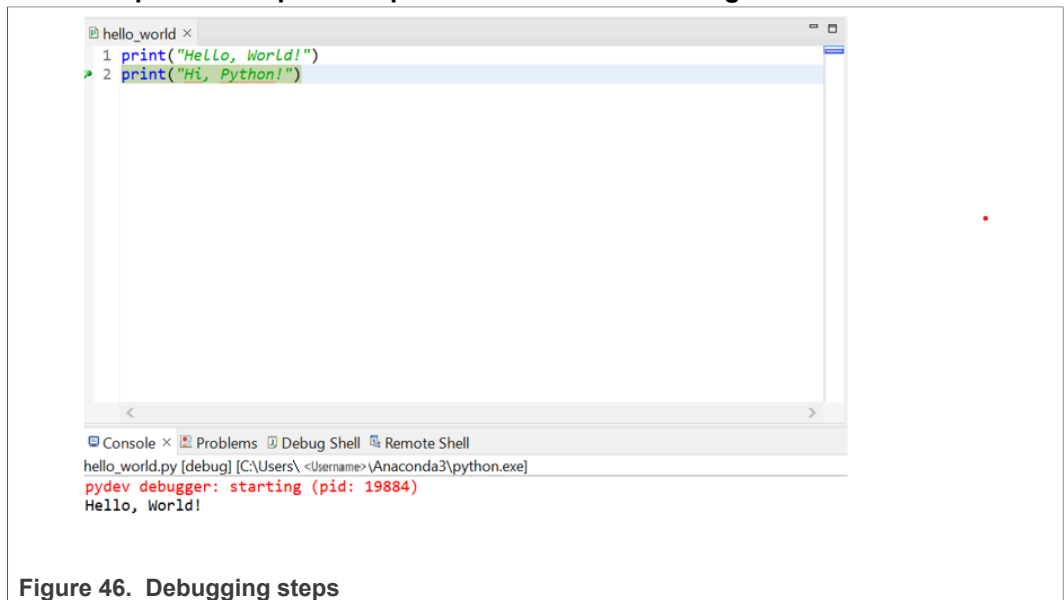 hello_world ×
1 print("Hello, World!")
2 print("Hi, Python!")
Console × Problems Debug Shell Remote Shell
hello_world.py [debug] [C:\Users\ <Username>\Anaconda3\python.exe]
pydev debugger: starting (pid: 19884)
Hello, World!
Figure 46. Debugging steps